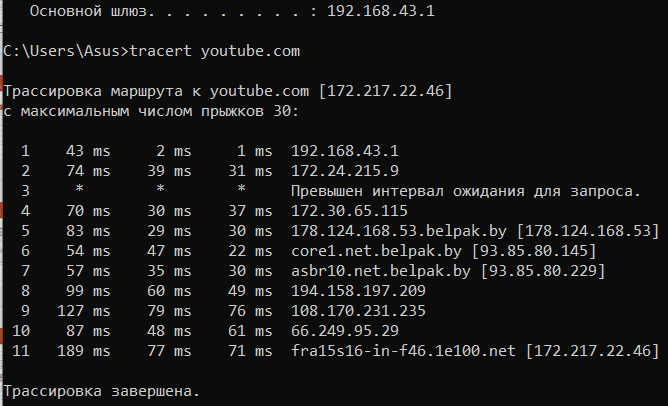 Основной шлюз. . . . . . . . . : 192.168.43.1
C:\Users\Asus>tracert youtube.com
Трассировка маршрута к youtube.com [172.217.22.46]
с максимальным числом прыжков 30:
1 43 ms 2 ms 1 ms 192.168.43.1
2 74 ms 39 ms 31 ms 172.24.215.9
3 * * * Превышен интервал ожидания для запроса.
4 70 ms 30 ms 37 ms 172.30.65.115
5 83 ms 29 ms 30 ms 178.124.168.53.belpak.by [178.124.168.53]
6 54 ms 47 ms 22 ms core1.net.belpak.by [93.85.80.145]
7 57 ms 35 ms 30 ms asbr10.net.belpak.by [93.85.80.229]
8 99 ms 60 ms 49 ms 194.158.197.209
9 127 ms 79 ms 76 ms 108.170.231.235
10 87 ms 48 ms 61 ms 66.249.95.29
11 189 ms 77 ms 71 ms fra15s16-in-f46.1e100.net [172.217.22.46]
Трассировка завершена.